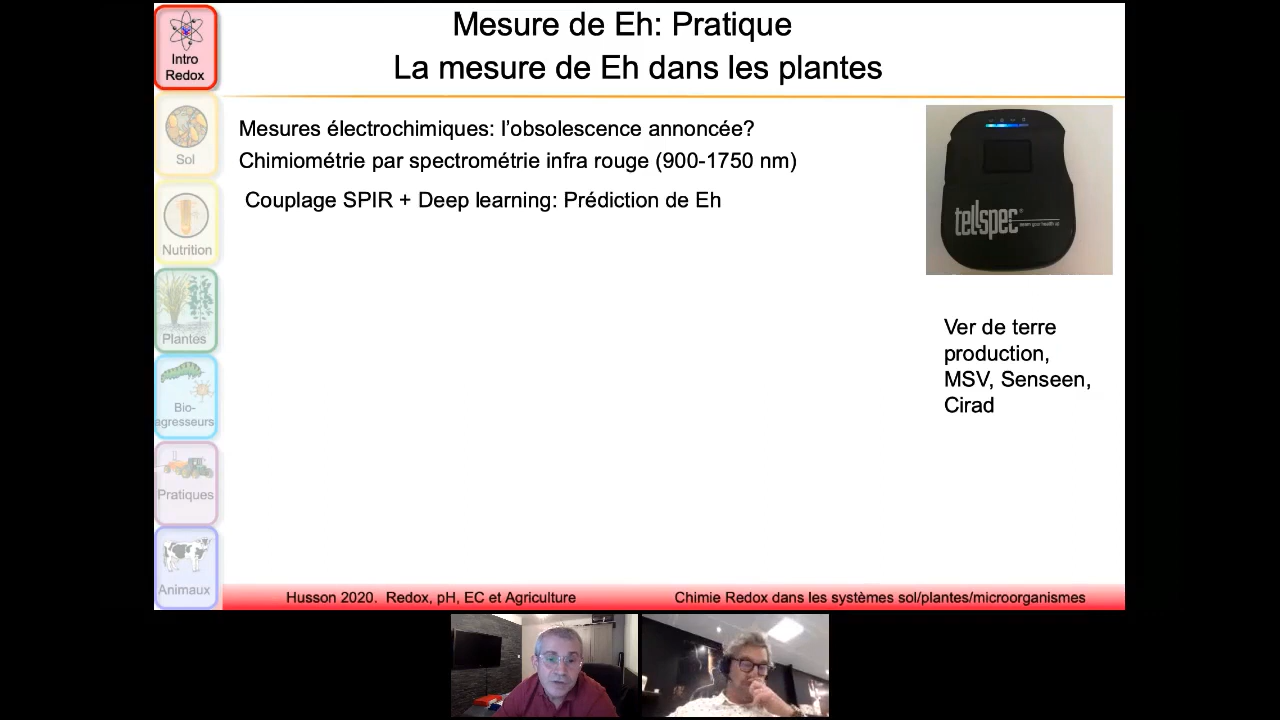 Mesure de Eh: Pratique
La mesure de Eh dans les plantes
Intro
Redox
Sol
Nutrition
Plantes
Bio-
agresseurs
Pratiques
Animaux
Mesures électrochimiques: l’obsolescence annoncée?
Chimiométrie par spectrométrie infra rouge (900-1750 nm)
Couplage SPIR + Deep learning: Prédiction de Eh
tellspec®
Ver de terre
production,
MSV, Senseen,
Cirad
Husson 2020. Redox, pH, EC et Agriculture
Chimie Redox dans les systèmes sol/plantes/microorganismes